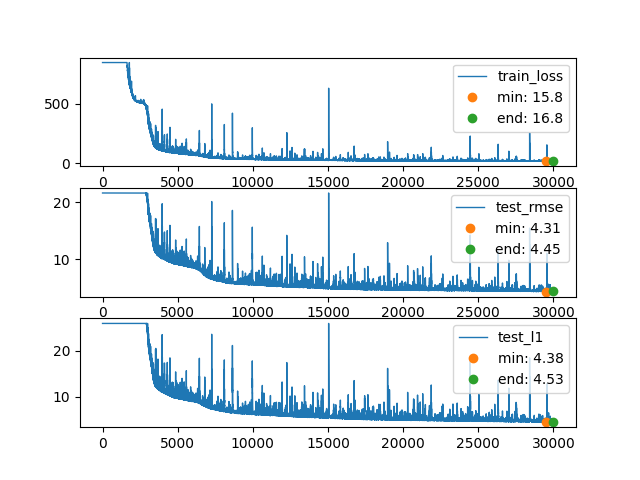 500
0
train_loss
min: 15.8
end: 16.8
0 5000 10000 15000 20000 25000 30000
20
10
test_rmse
min: 4.31
end: 4.45
0 5000 10000 15000 20000 25000 30000
20
10
test_l1
min: 4.38
end: 4.53
0 5000 10000 15000 20000 25000 30000